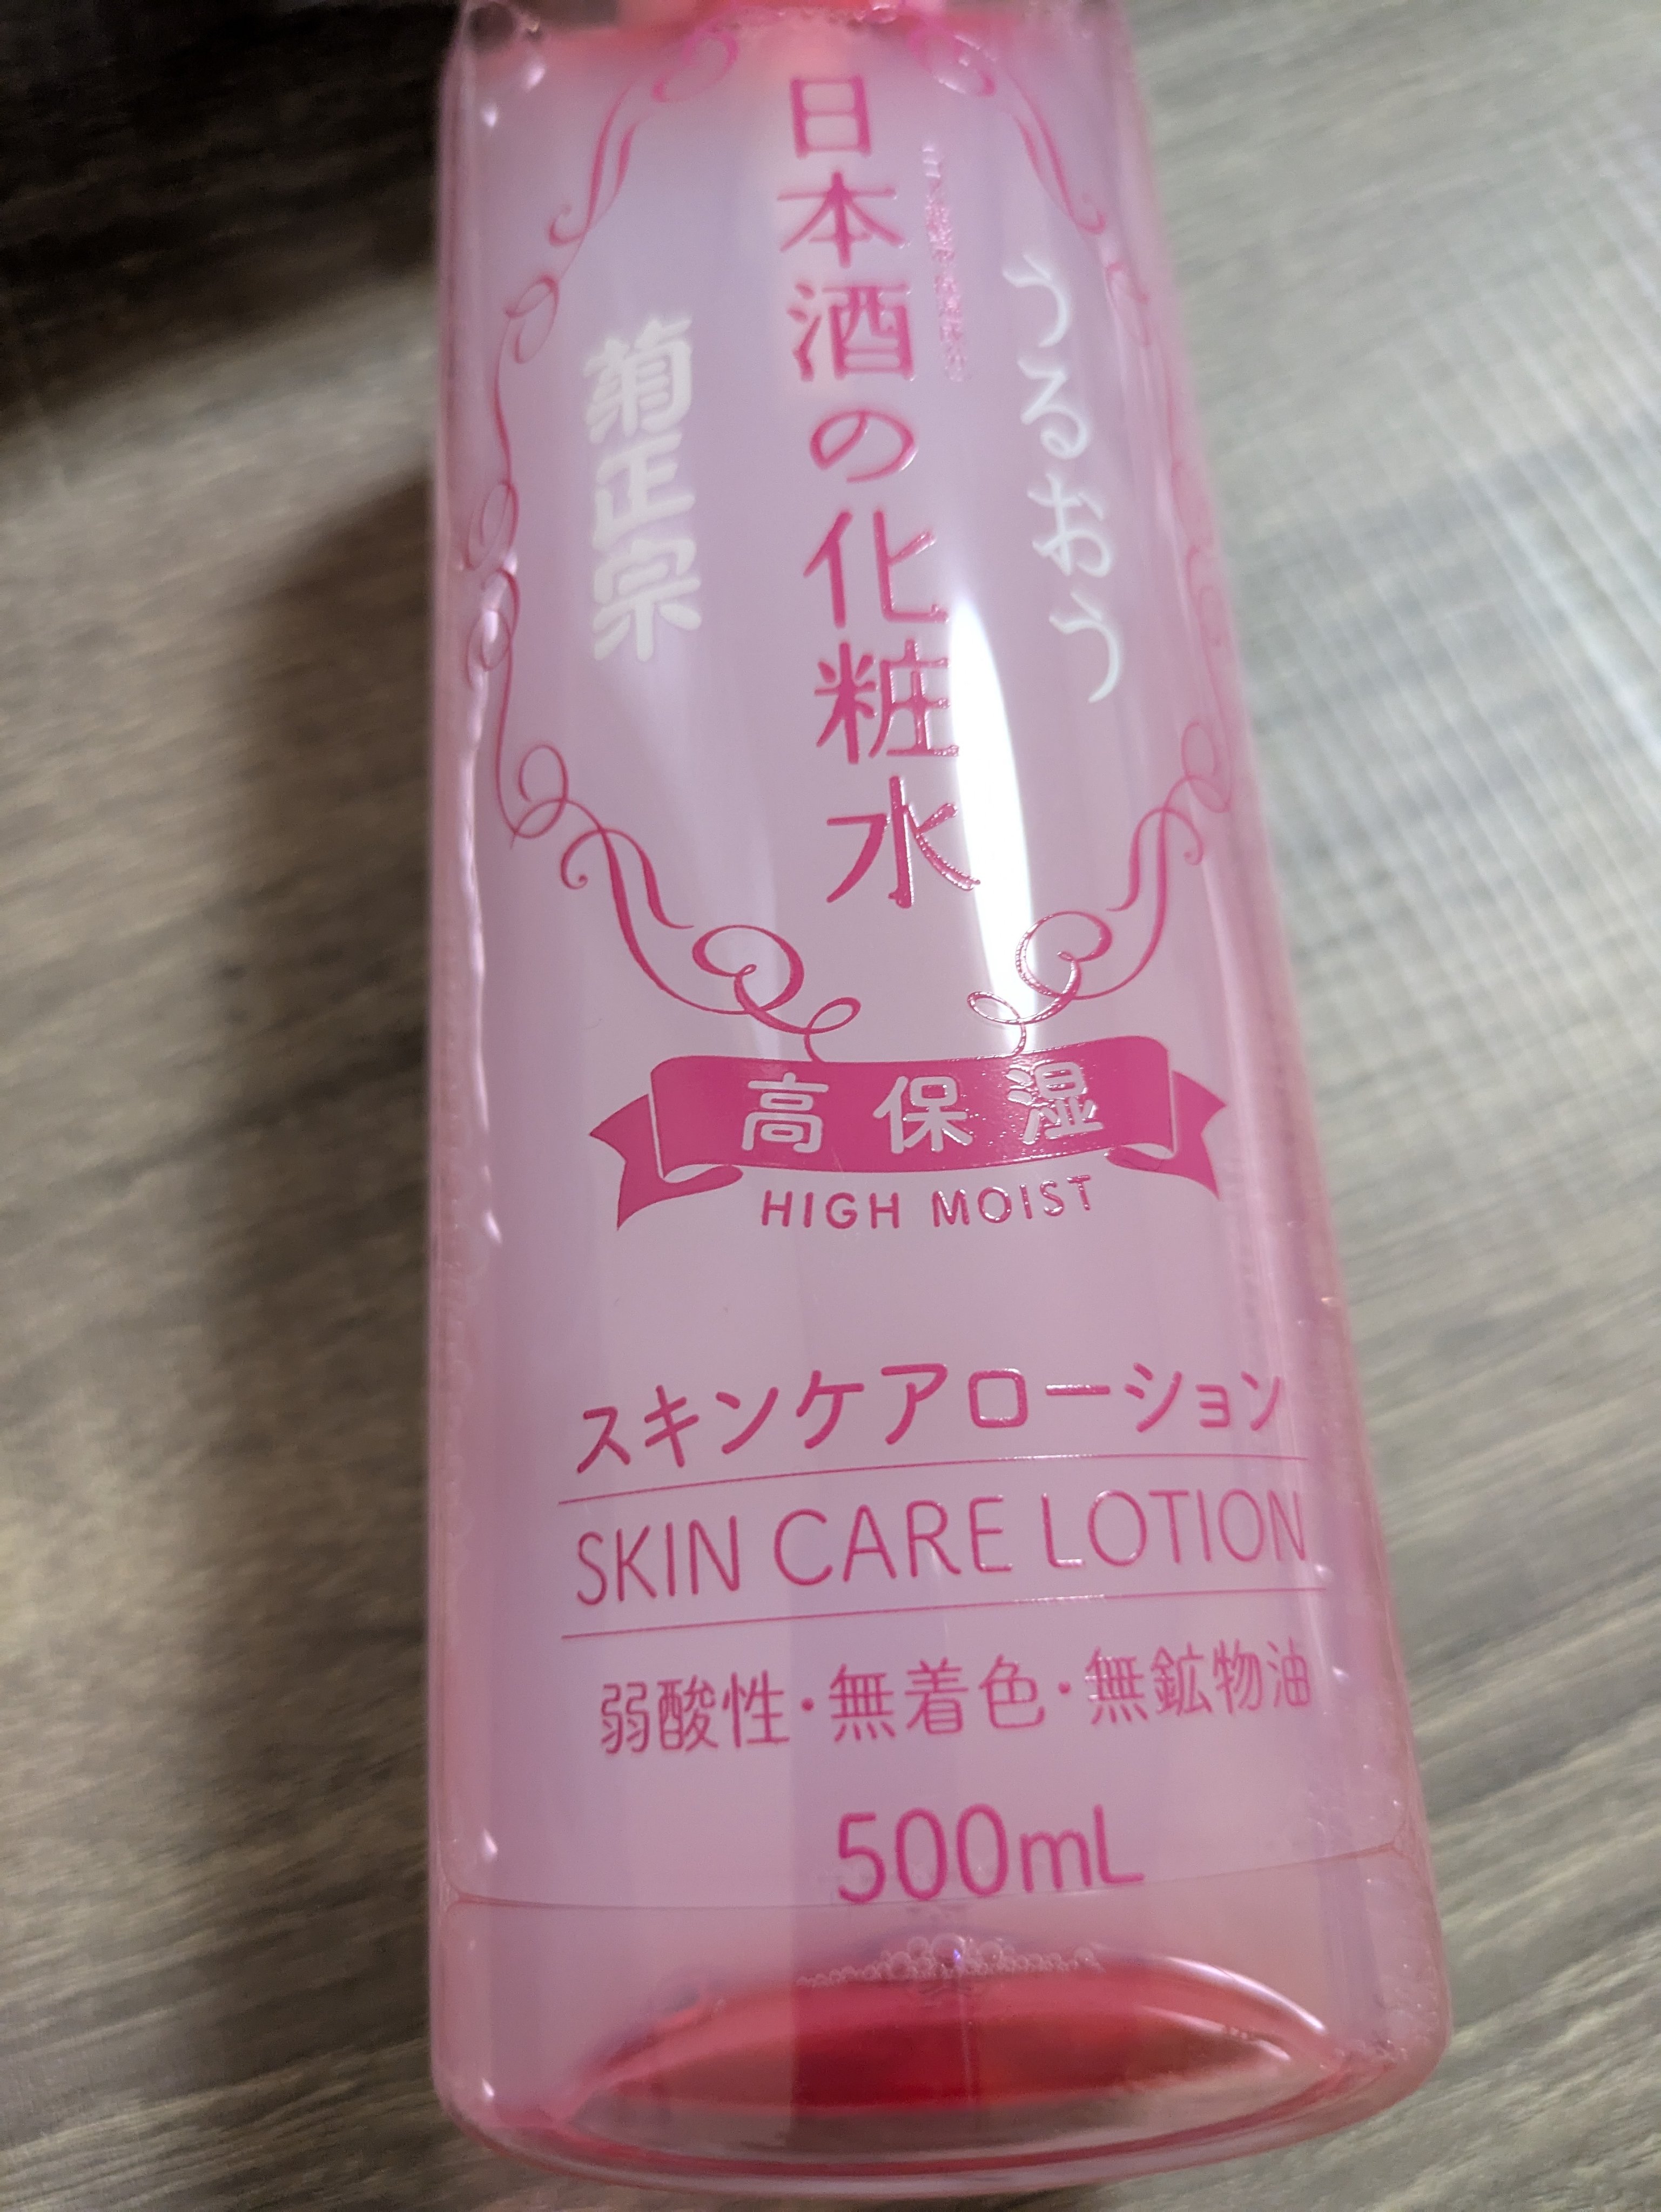 うるおう
日本酒の化粧水
菊正宗
高保湿
HIGH MOIST
スキンケアローション
SKIN CARE LOTION
弱酸性・無着色・無鉱物油
500mL